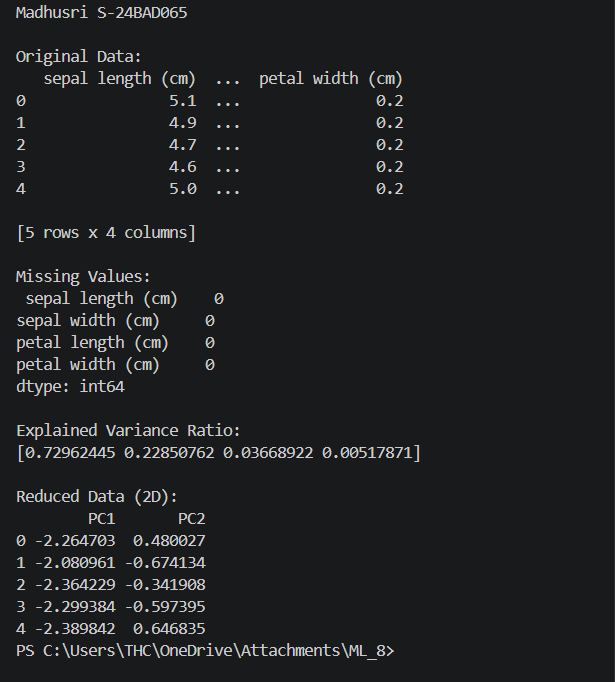 Madhusri S-24BAD065

Original Data:
   sepal length (cm)  ...  petal width (cm)
0                5.1  ...               0.2
1                4.9  ...               0.2
2                4.7  ...               0.2
3                4.6  ...               0.2
4                5.0  ...               0.2

[5 rows x 4 columns]

Missing Values:
 sepal length (cm)    0
sepal width (cm)     0
petal length (cm)    0
petal width (cm)     0
dtype: int64

Explained Variance Ratio:
[0.72962445 0.22850762 0.03668922 0.00517871]

Reduced Data (2D):
        PC1       PC2
0 -2.264703  0.480027
1 -2.080961 -0.674134
2 -2.364229 -0.341908
3 -2.299384 -0.597395
4 -2.389842  0.646835
PS C:\Users\THC\OneDrive\Attachments\ML_8>